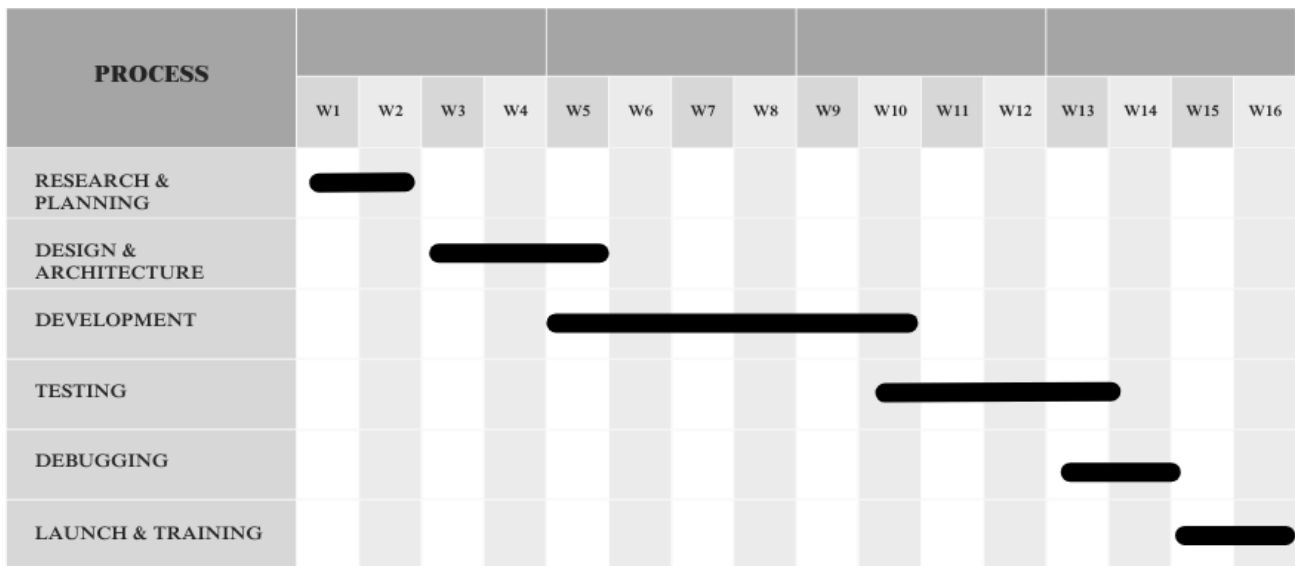 PROCESS
W1 W2 W3 W4 W5 W6 W7 W8 W9 W10 W11 W12 W13 W14 W15 W16
RESEARCH &
PLANNING
DESIGN &
ARCHITECTURE
DEVELOPMENT
TESTING
DEBUGGING
LAUNCH & TRAINING